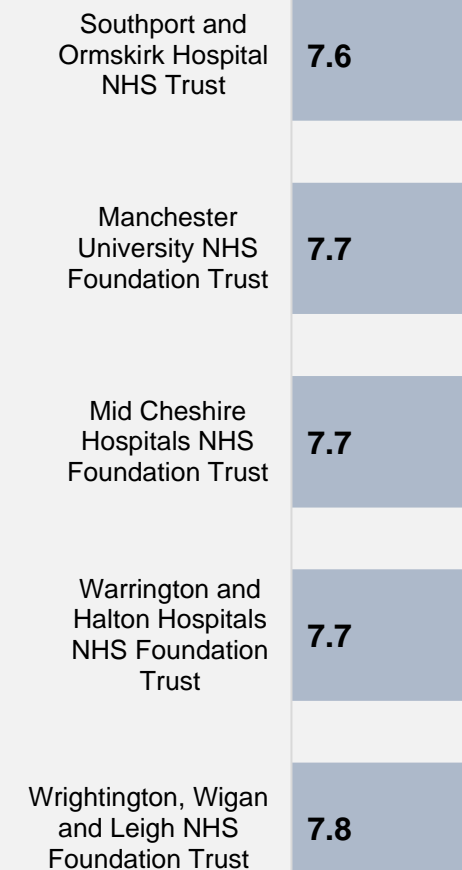 Southport and
Ormskirk Hospital
NHS Trust
7.6
Manchester
University NHS
Foundation Trust
7.7
Mid Cheshire
Hospitals NHS
Foundation Trust
7.7
Warrington and
Halton Hospitals
NHS Foundation
Trust
7.7
Wrightington, Wigan
and Leigh NHS
Foundation Trust
7.8